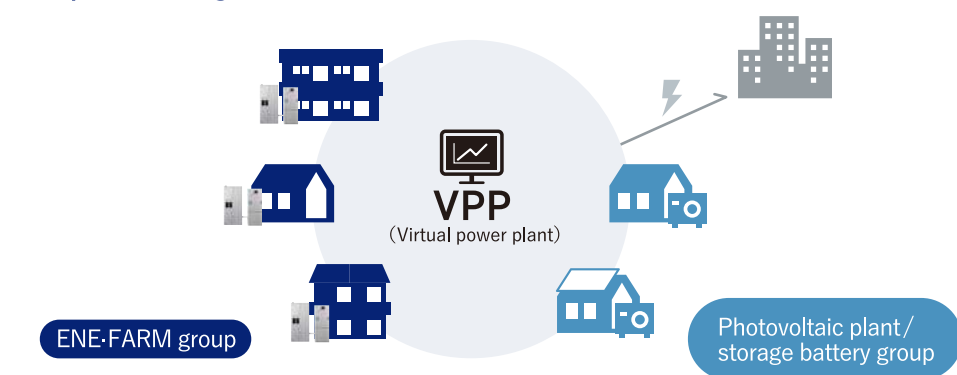 VPP
(Virtual power plant)
ENE·FARM group
Photovoltaic plant/
storage battery group